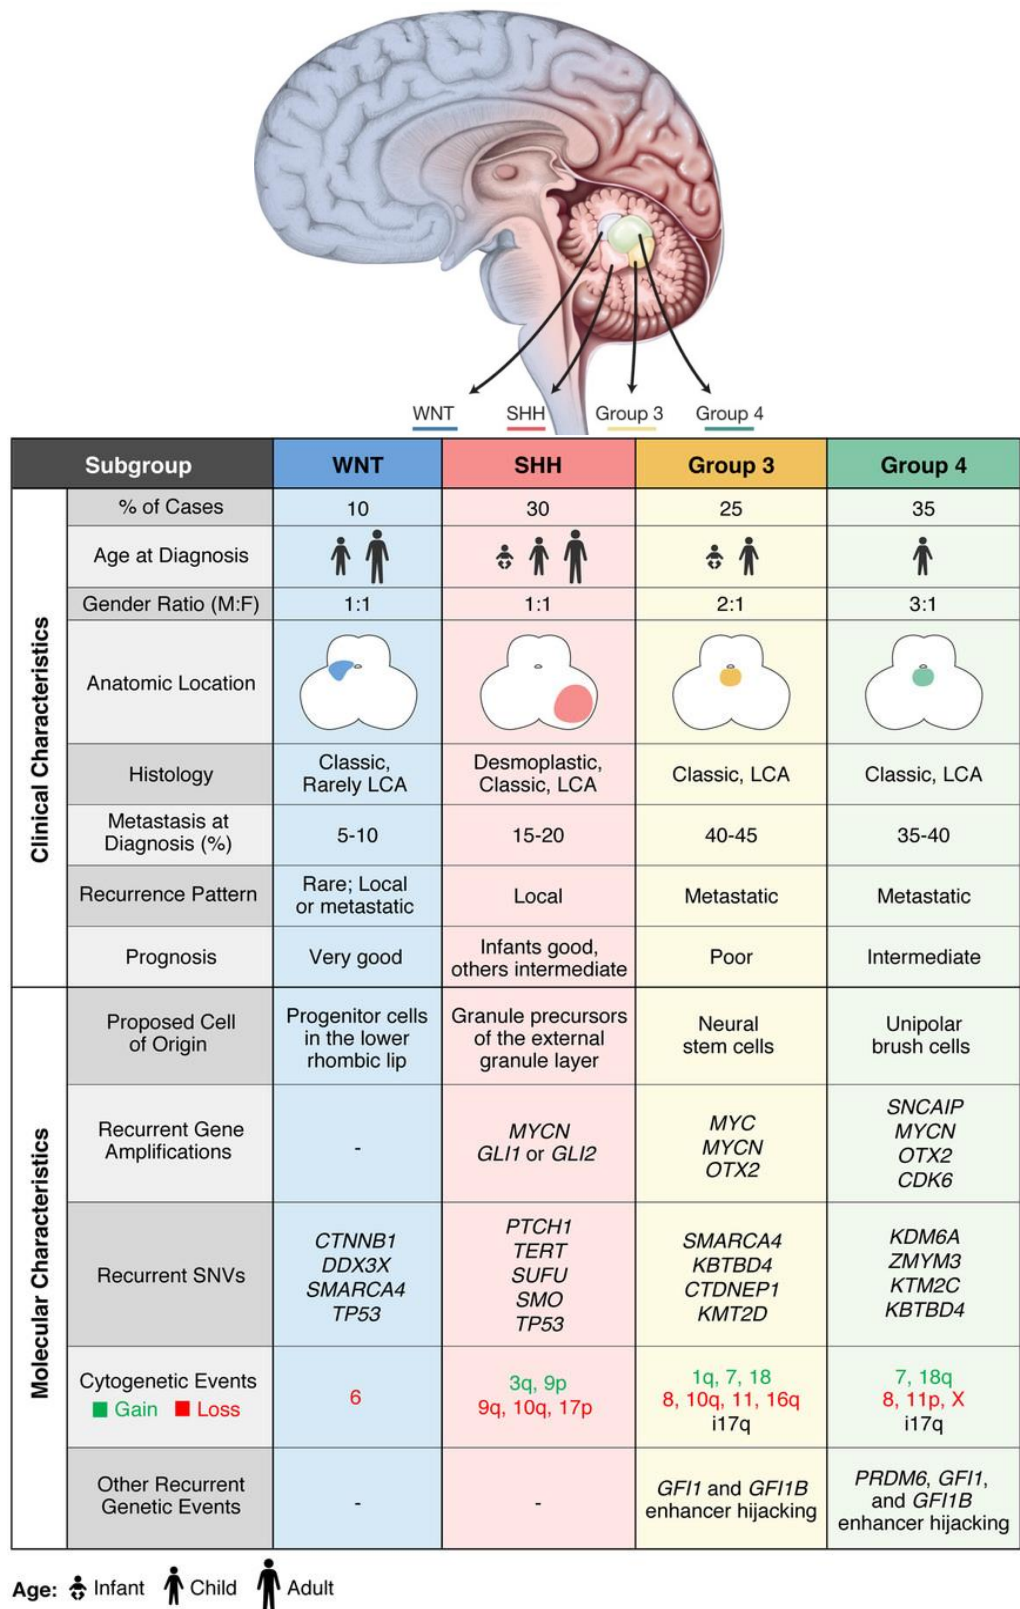 WNT SHH Group 3 Group 4
Subgroup WNT SHH Group 3 Group 4
Clinical Characteristics
% of Cases 10 30 25 35
Age at Diagnosis
Gender Ratio (M:F) 1:1 1:1 2:1 3:1
Anatomic Location
Histology
Classic,
Rarely LCA
Desmoplastic,
Classic, LCA
Classic, LCA
Classic, LCA
Metastasis at
Diagnosis (%)
5-10 15-20 40-45 35-40
Recurrence Pattern
Rare; Local
or metastatic
Local
Metastatic
Metastatic
Prognosis
Very good
Infants good,
others intermediate
Poor
Intermediate
Molecular Characteristics
Proposed Cell
of Origin
Progenitor cells
in the lower
rhombic lip
Granule precursors
of the external
granule layer
Neural
stem cells
Unipolar
brush cells
Recurrent Gene
Amplifications
-
MYCN
GLI1 or GLI2
MYC
MYCN
OTX2
SNCAIP
MYCN
OTX2
CDK6
Recurrent SNVs
CTNNB1
DDX3X
SMARCA4
TP53
PTCH1
TERT
SUFU
SMO
TP53
SMARCA4
KBTBD4
CTDNEP1
KMT2D
KDM6A
ZMYM3
KTM2C
KBTBD4
Cytogenetic Events
Gain Loss
6
3q, 9p
9q, 10q, 17p
1q, 7, 18
8, 10q, 11, 16q
i17q
7, 18q
8, 11p, X
i17q
Other Recurrent
Genetic Events
-
-
GFI1 and GFI1B
enhancer hijacking
PRDM6, GFI1,
and GFI1B
enhancer hijacking
Age: Infant Child Adult